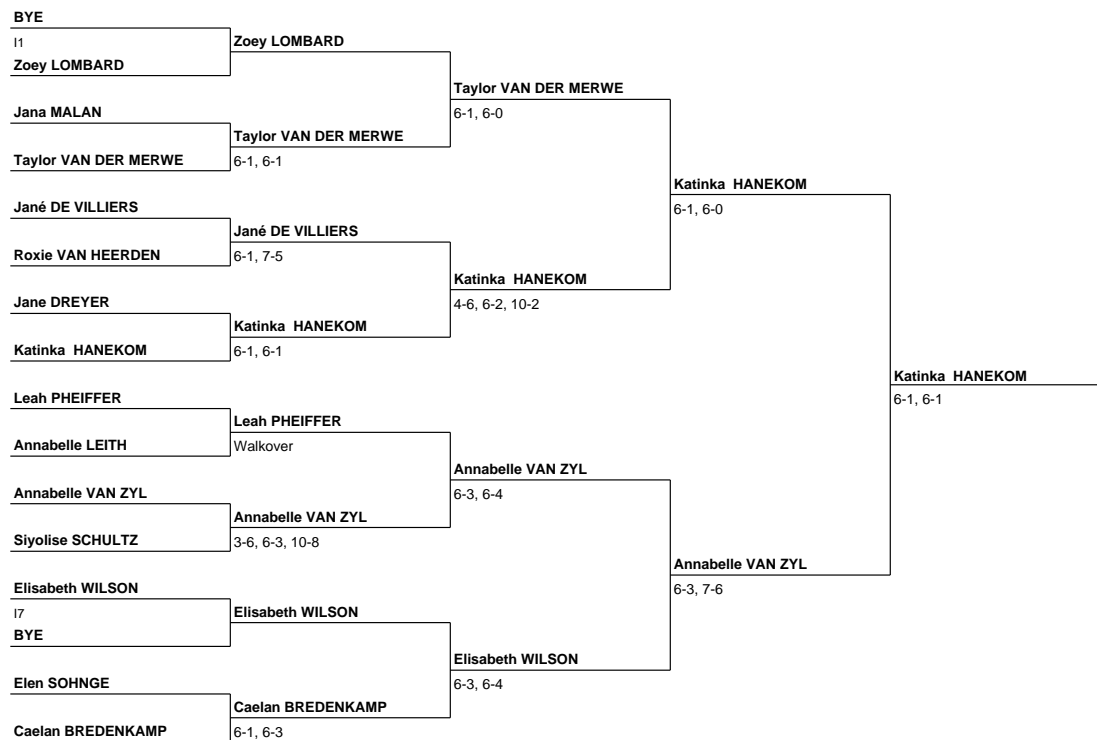 BYE
I1
Zoey LOMBARD
Zoey LOMBARD
Jana MALAN
Taylor VAN DER MERWE
Taylor VAN DER MERWE
6-1, 6-1
Taylor VAN DER MERWE
6-1, 6-0
Jané DE VILLIERS
Roxie VAN HEERDEN
Jané DE VILLIERS
6-1, 7-5
Jane DREYER
Katinka  HANEKOM
Katinka  HANEKOM
6-1, 6-1
Katinka  HANEKOM
4-6, 6-2, 10-2
Katinka  HANEKOM
6-1, 6-0
Leah PHEIFFER
Annabelle LEITH
Leah PHEIFFER
Walkover
Annabelle VAN ZYL
Siyolise SCHULTZ
Annabelle VAN ZYL
3-6, 6-3, 10-8
Annabelle VAN ZYL
6-3, 6-4
Elisabeth WILSON
I7
BYE
Elisabeth WILSON
Elen SOHNGE
Caelan BREDENKAMP
Caelan BREDENKAMP
6-1, 6-3
Elisabeth WILSON
6-3, 6-4
Annabelle VAN ZYL
6-3, 7-6
Katinka  HANEKOM
6-1, 6-1